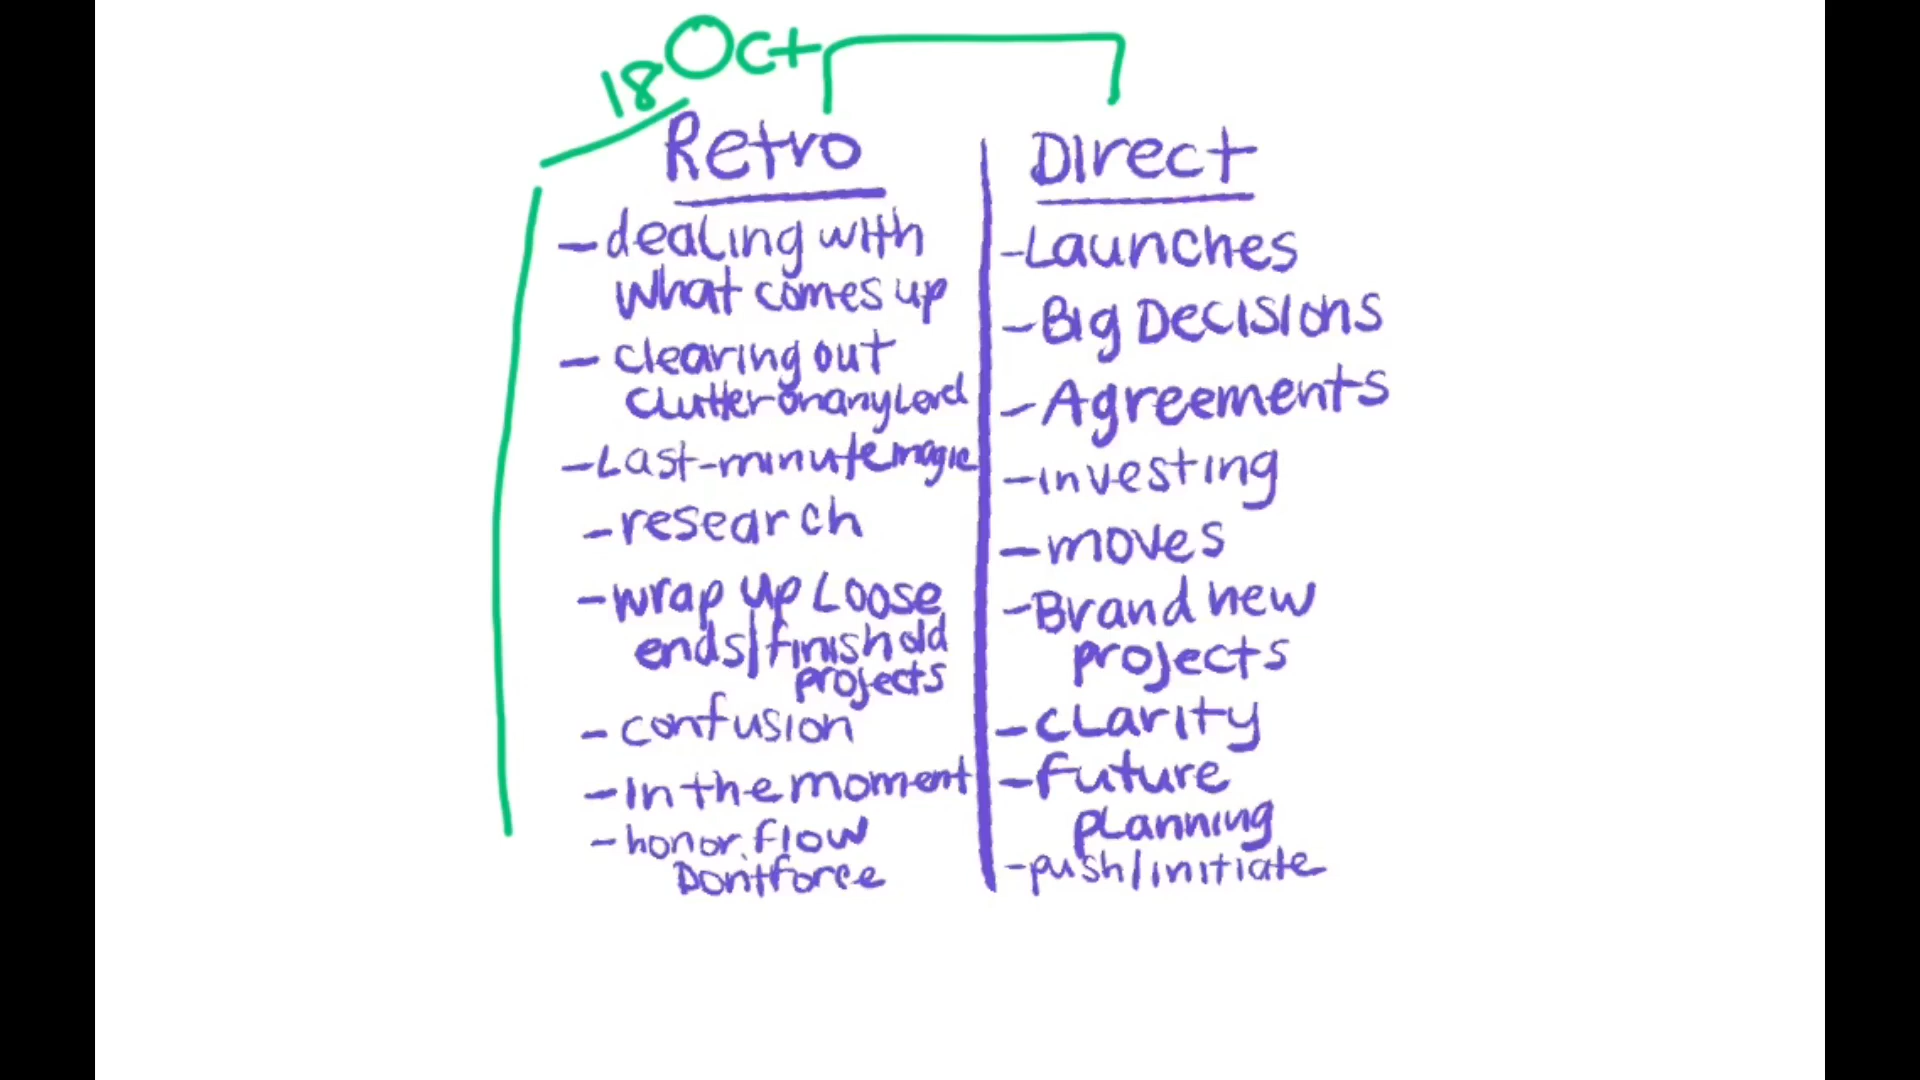 18 Oct
Retro
- dealing with
what comes up
- clearing out
clutter on any level
- Last-minute magic
- research
- wrap up Loose
ends/finish old
projects
- confusion
- In the moment
- honor flow
Dont force
Direct
- Launches
- Big Decisions
- Agreements
- investing
- moves
- Brand new
projects
- clarity
- Future
planning
- push/initiate